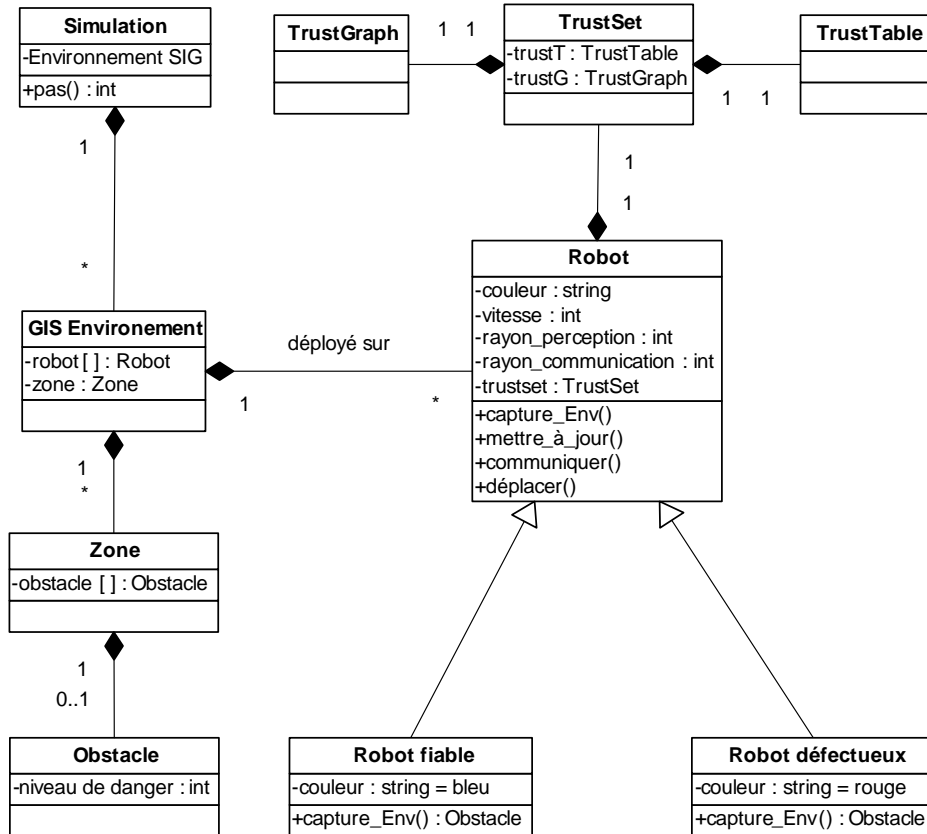 Simulation
-Environnement SIG
+pas() : int
1
*
TrustGraph
1 1
TrustSet
-trustT : TrustTable
-trustG : TrustGraph
1 1
TrustTable
1
1
GIS Environement
-robot [ ] : Robot
-zone : Zone
déployé sur
1
*
Robot
-couleur : string
-vitesse : int
-rayon_perception : int
-rayon_communication : int
-trustset : TrustSet
+capture_Env()
+mettre_à_jour()
+communiquer()
+déplacer()
1
*
Zone
-obstacle [ ] : Obstacle
1
0..1
Obstacle
-niveau de danger : int
Robot fiable
-couleur : string = bleu
+capture_Env() : Obstacle
Robot défectueux
-couleur : string = rouge
+capture_Env() : Obstacle